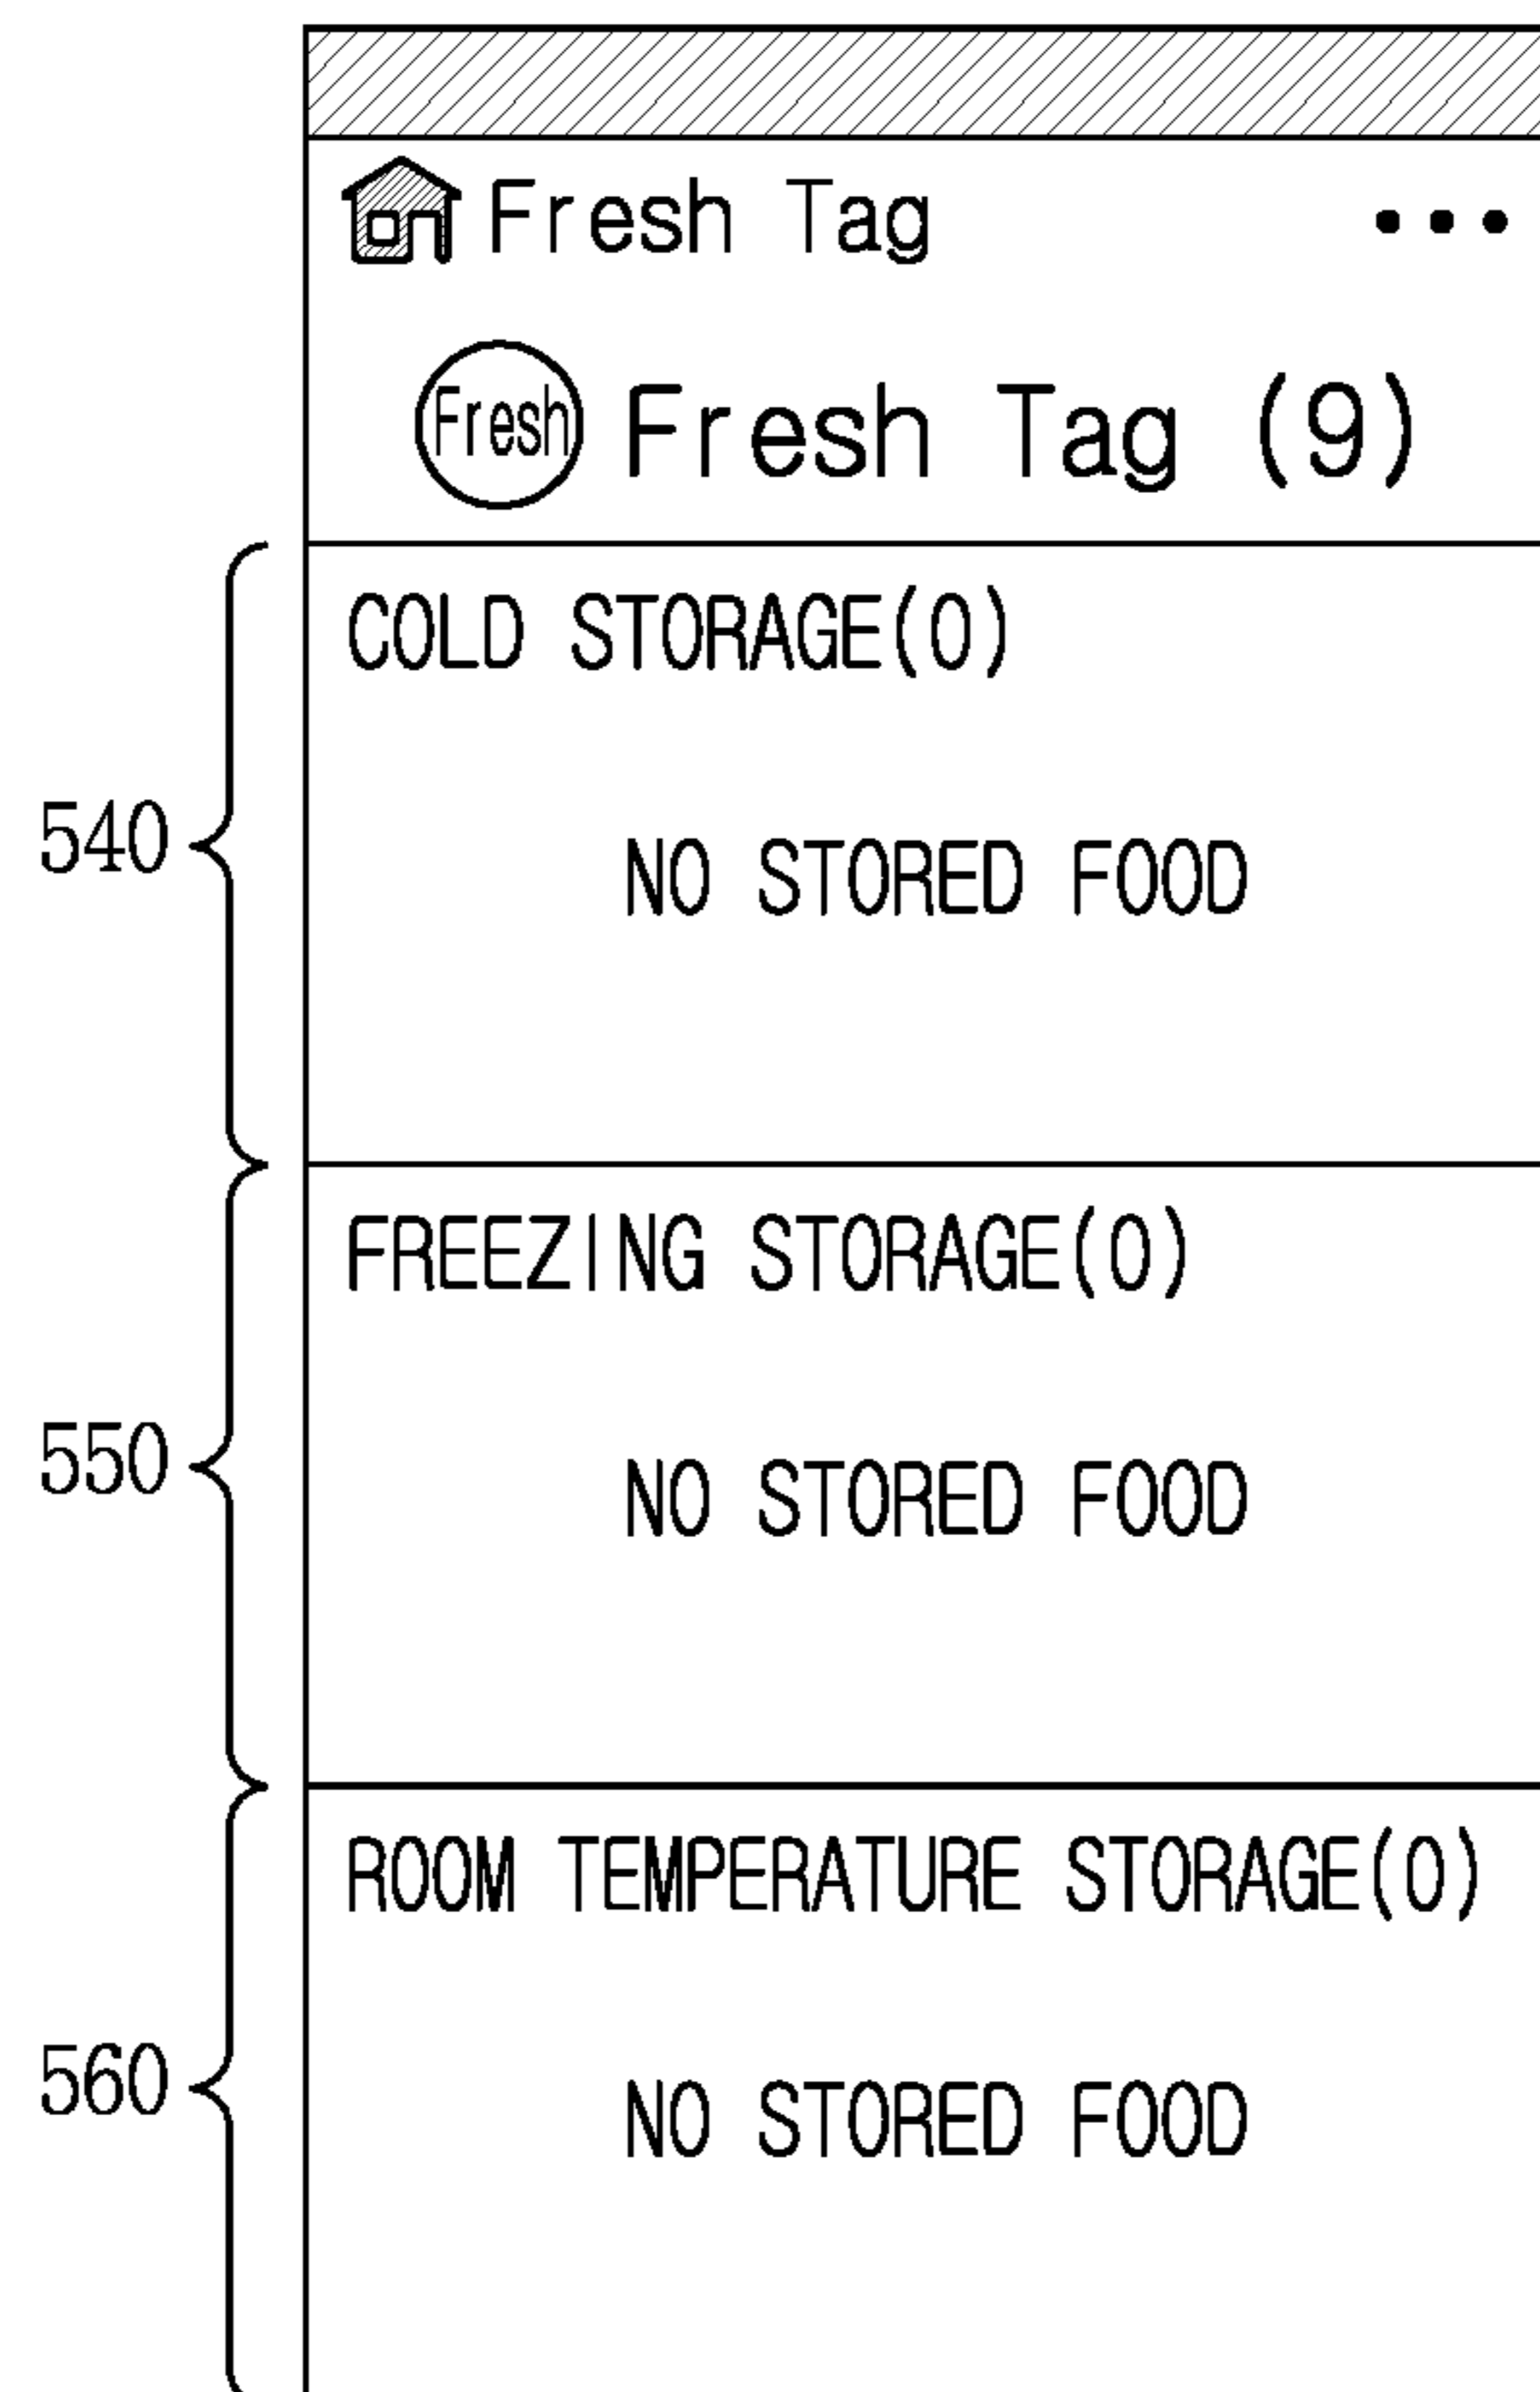 Fresh Tag
Fresh Fresh Tag (9)
COLD STORAGE(0)
540
NO STORED FOOD
FREEZING STORAGE(0)
550
NO STORED FOOD
ROOM TEMPERATURE STORAGE(0)
560
NO STORED FOOD